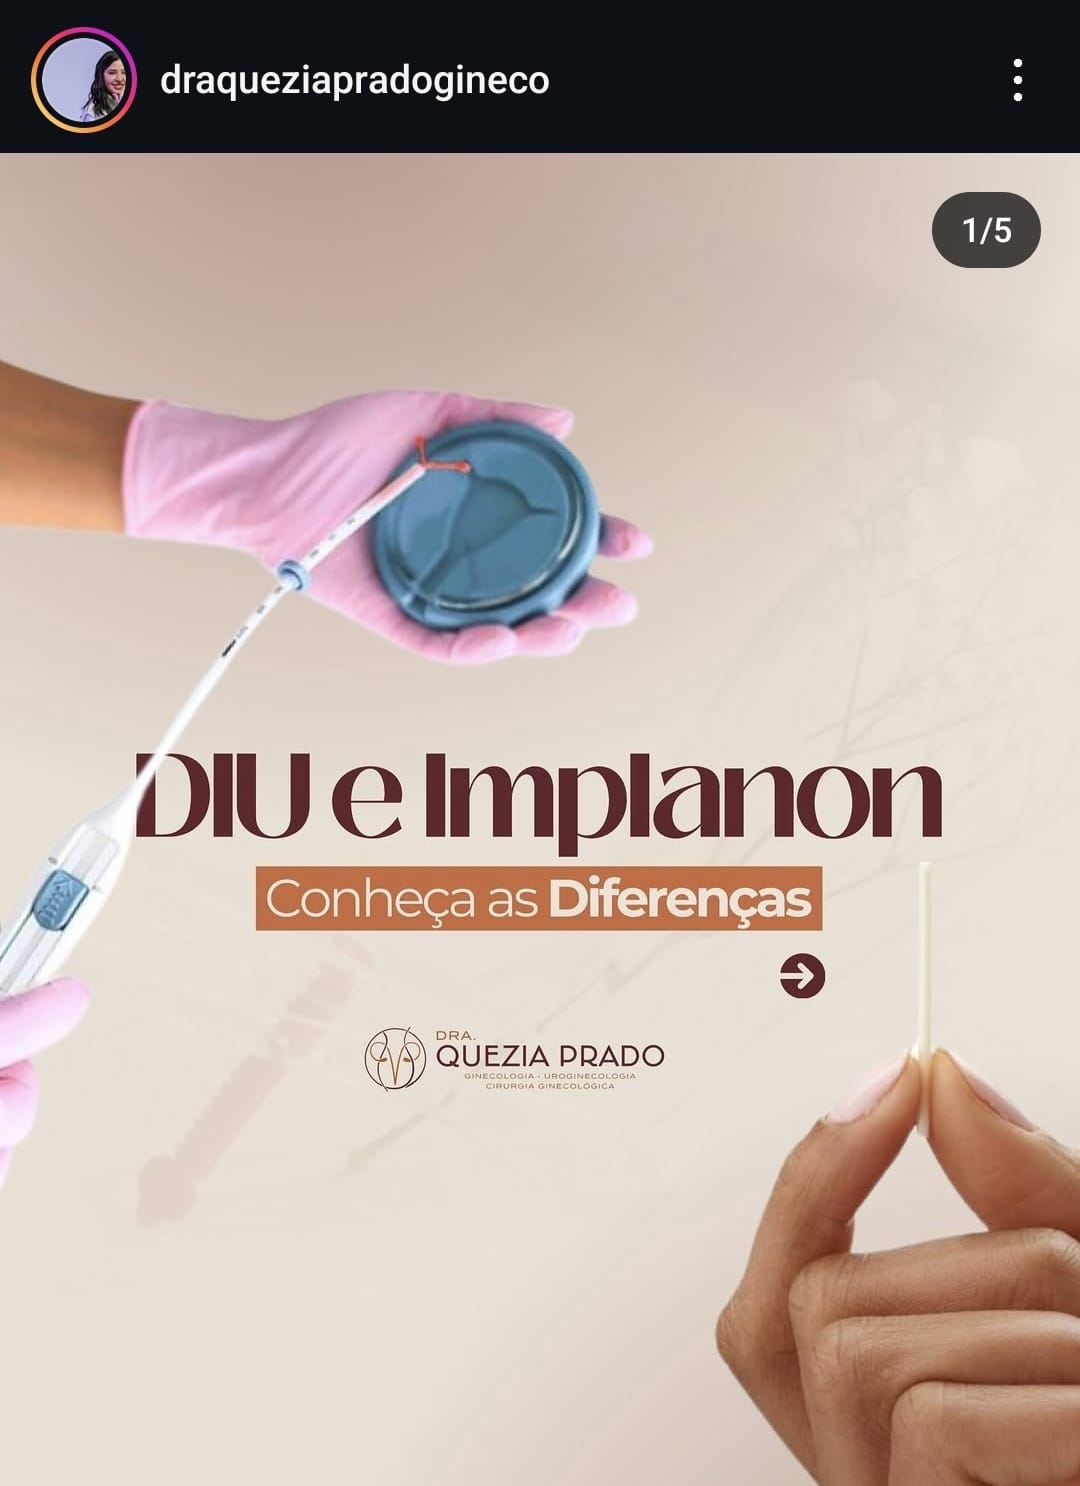 draqueziapradogineco
1/5
DIU e Implanon
Conheça as Diferenças
DRA.
QUEZIA PRADO
GINECOLOGIA - UROGINECOLOGIA
CIRURGIA GINECOLÓGICA